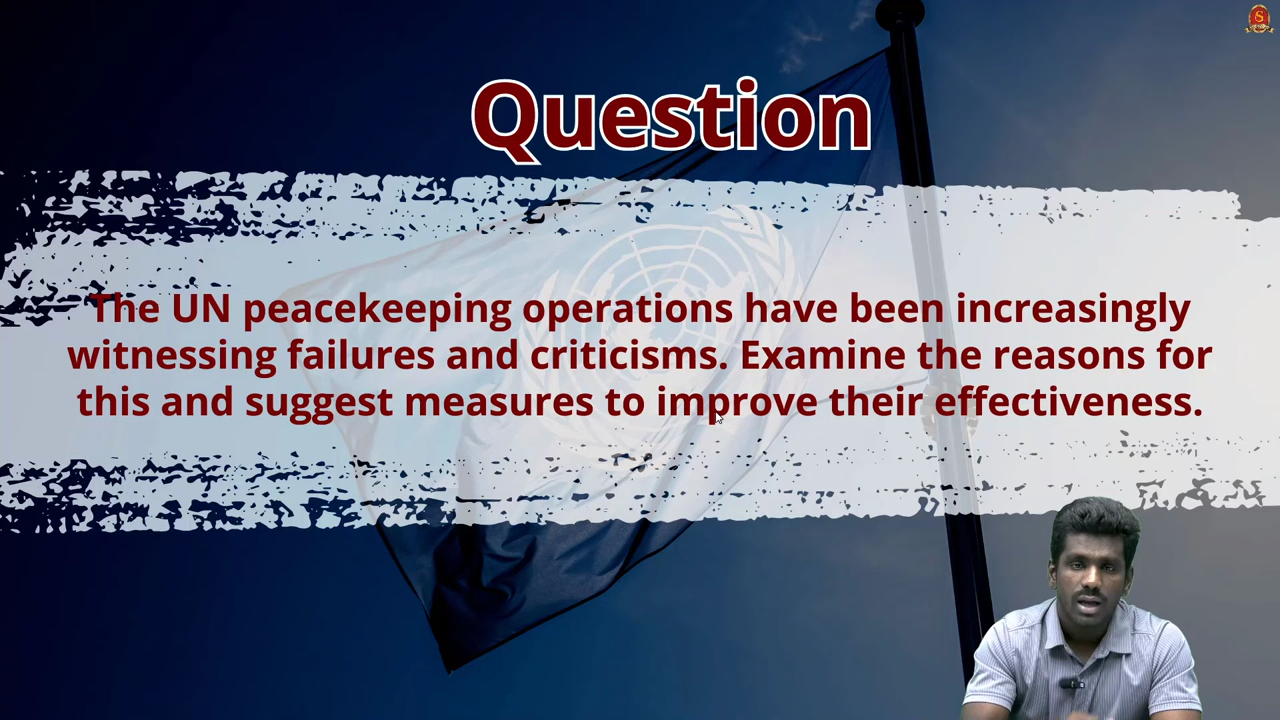 Question
The UN peacekeeping operations have been increasingly
witnessing failures and criticisms. Examine the reasons for
this and suggest measures to improve their effectiveness.
S